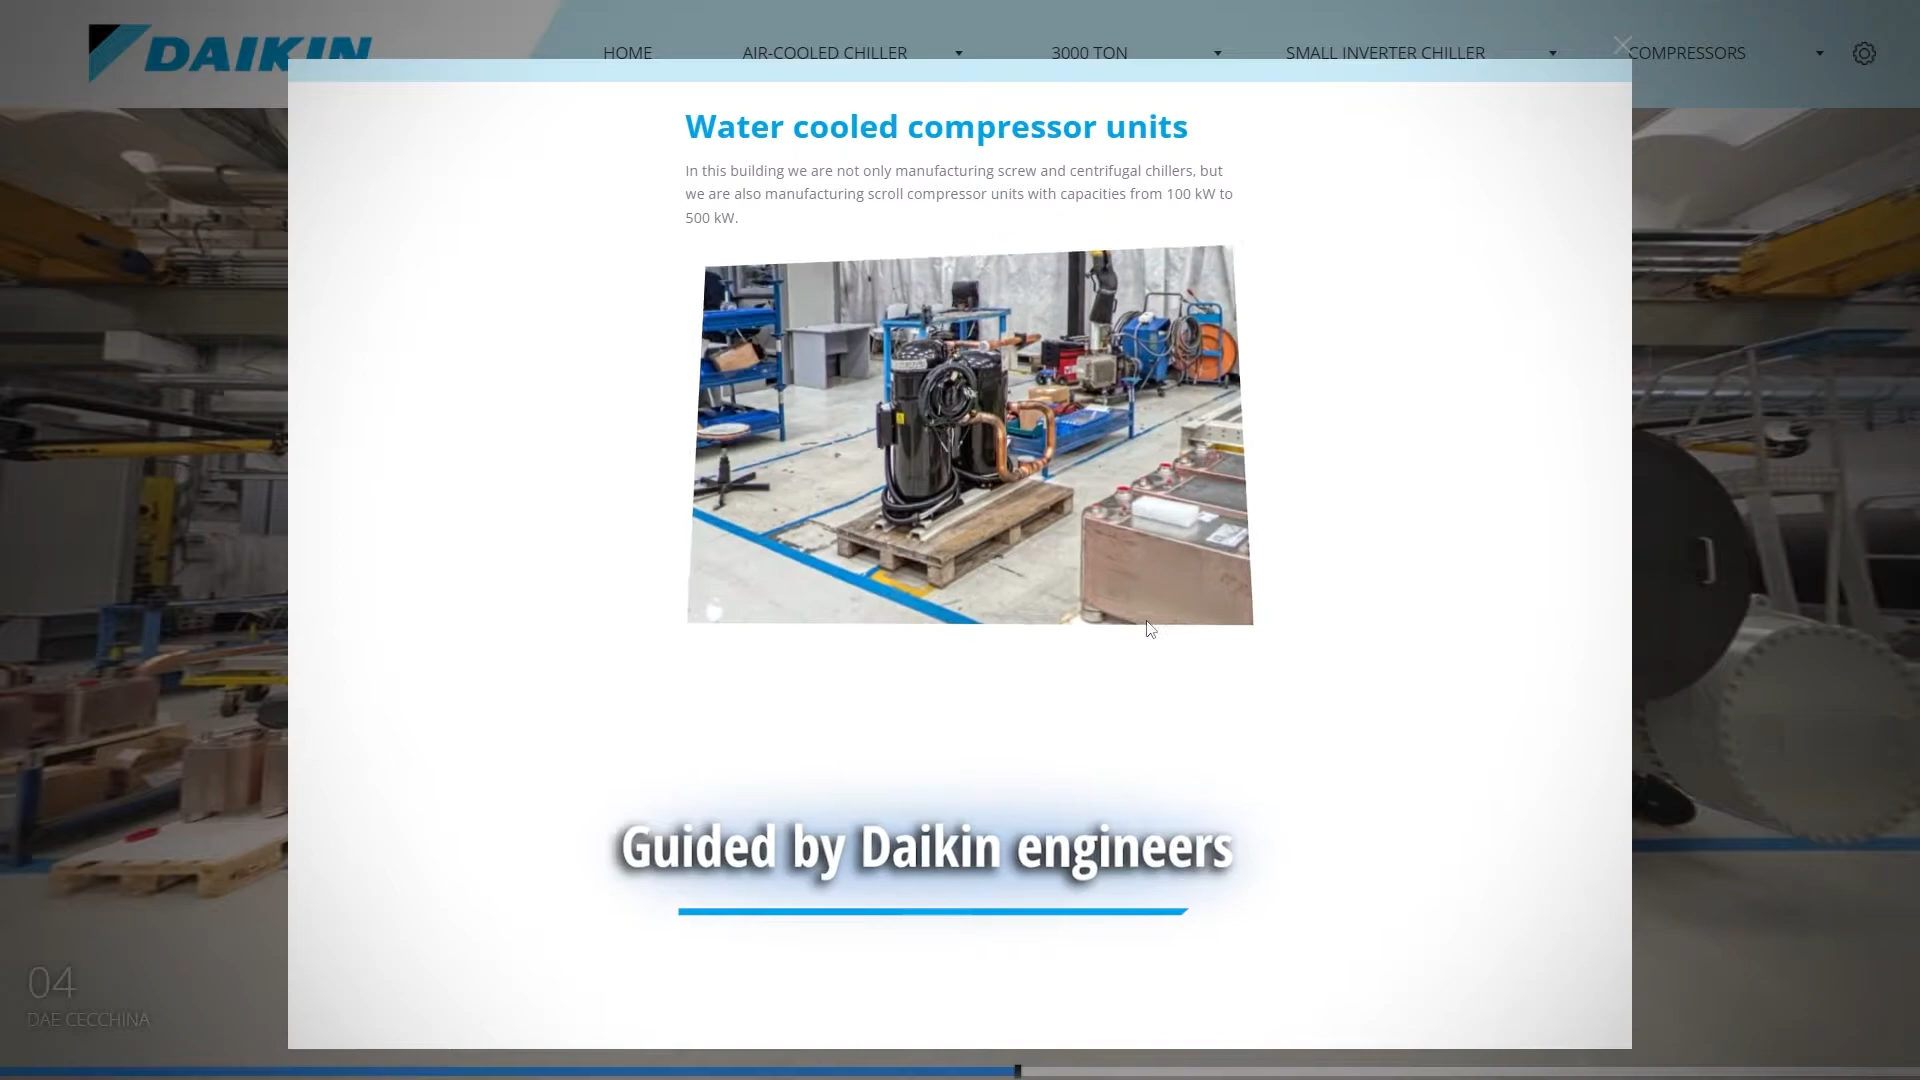 DAIKIN
HOME
AIR-COOLED CHILLER
3000 TON
SMALL INVERTER CHILLER
COMPRESSORS
Water cooled compressor units
In this building we are not only manufacturing screw and centrifugal chillers, but
we are also manufacturing scroll compressor units with capacities from 100 kW to
500 kW.
Guided by Daikin engineers
04
DAE CECCHINA